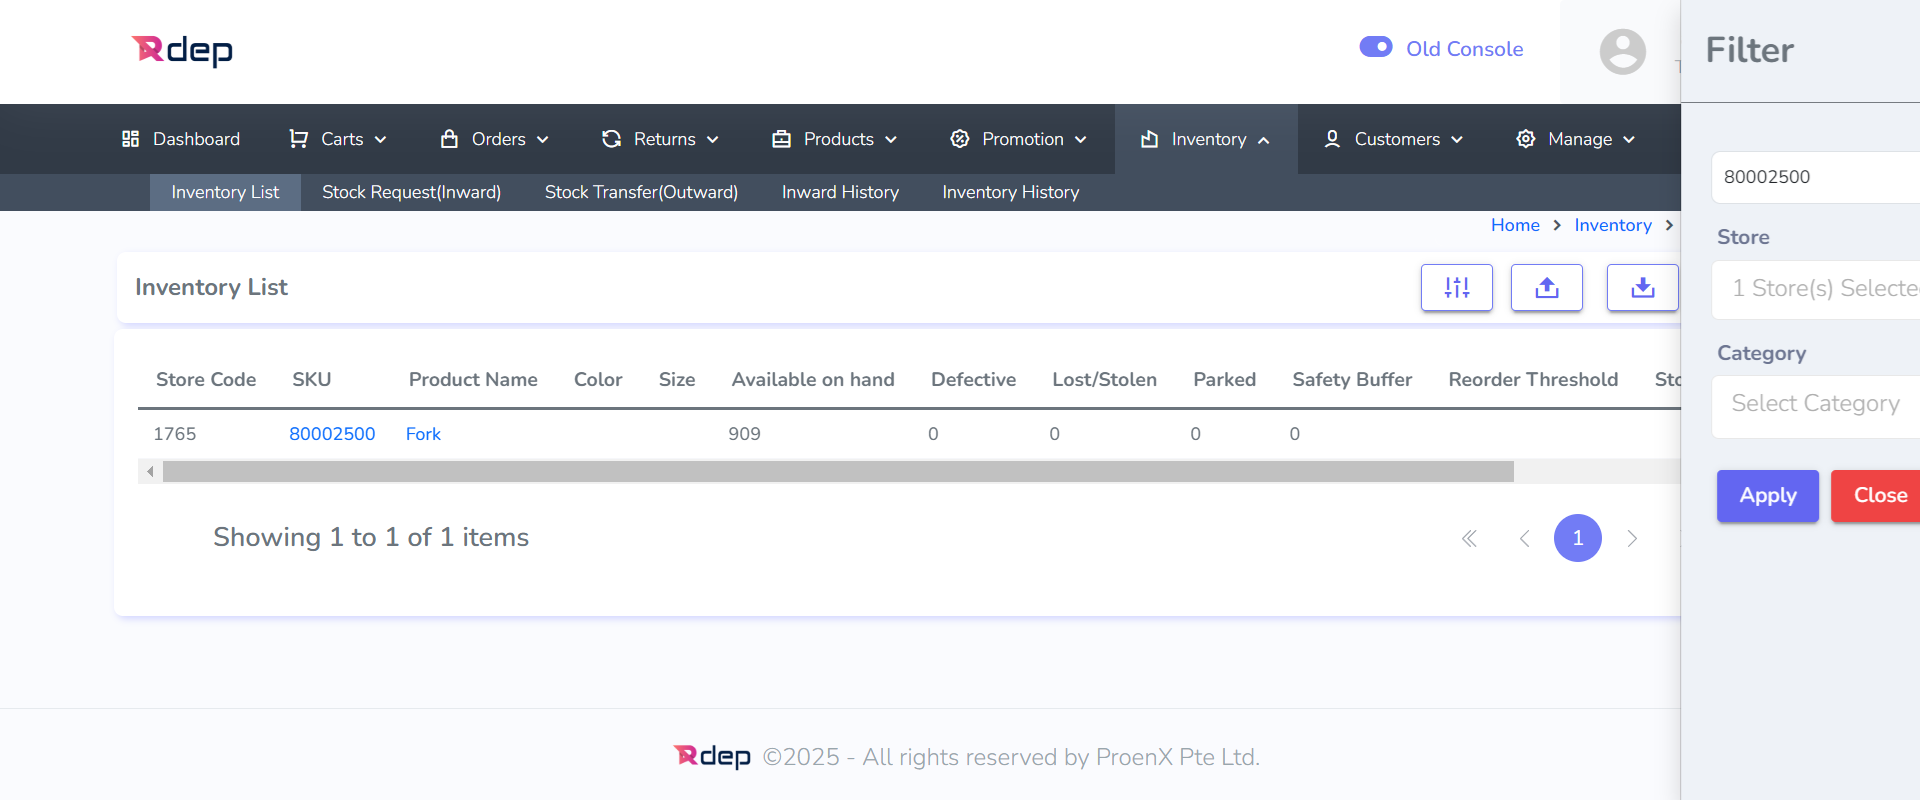 Rdep
Old Console
Filter
Dashboard Carts Orders Returns Products Promotion Inventory Customers Manage
Inventory List Stock Request(Inward) Stock Transfer(Outward) Inward History Inventory History
80002500
Home > Inventory >
Store
Inventory List
1 Store(s) Selected
Category
Store Code SKU Product Name Color Size Available on hand Defective Lost/Stolen Parked Safety Buffer Reorder Threshold
Select Category
1765 80002500 Fork 909 0 0 0 0
Apply Close
Showing 1 to 1 of 1 items
1
Rdep ©2025 - All rights reserved by ProenX Pte Ltd.